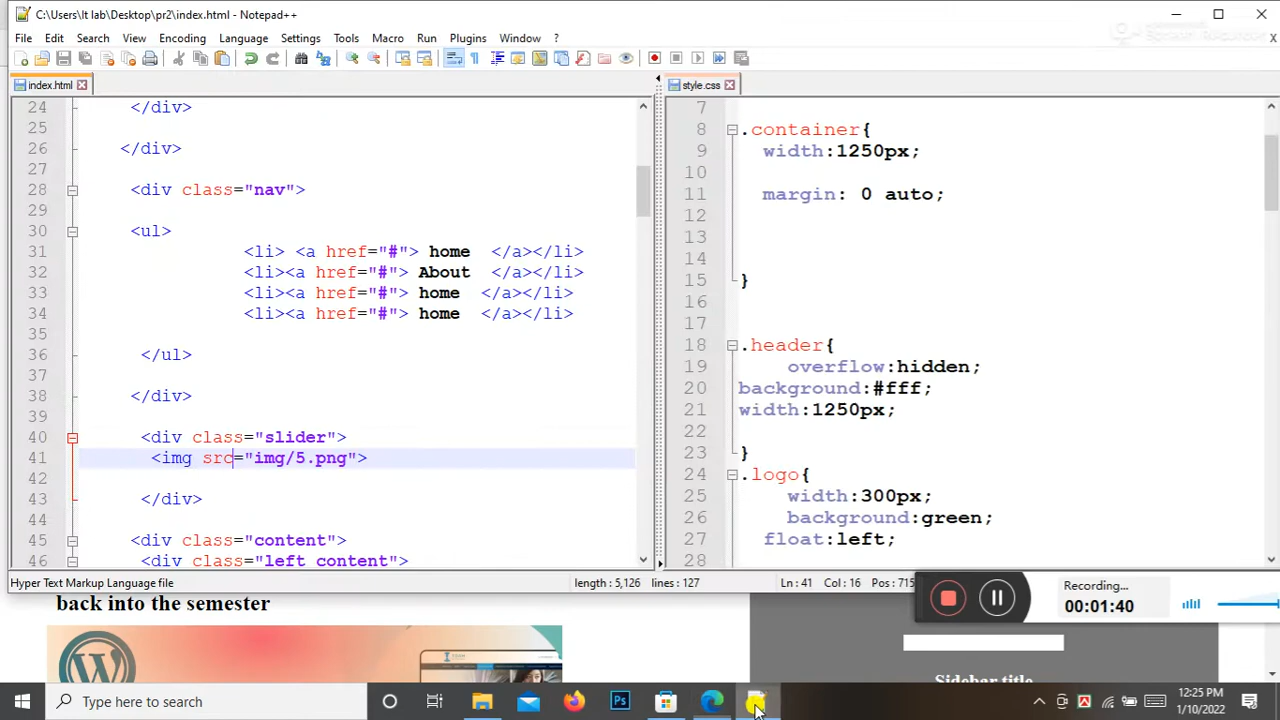 C:\Users\lt lab\Desktop\pr2\index.html - Notepad++
File Edit Search View Encoding Language Settings Tools Macro Run Plugins Window ? X
index.html
24 </div>
25
26 </div>
27
28 <div class="nav">
29
30 <ul>
31 <li> <a href="#"> home </a></li>
32 <li><a href="#"> About </a></li>
33 <li><a href="#"> home </a></li>
34 <li><a href="#"> home </a></li>
35
36 </ul>
37
38 </div>
39
40 <div class="slider">
41 <img src="img/5.png">
42
43 </div>
44
45 <div class="content">
46 <div class="left content">
style.css
7
8 .container{
9 width:1250px;
10
11 margin: 0 auto;
12
13
14
15 }
16
17
18 .header{
19 overflow:hidden;
20 background:#fff;
21 width:1250px;
22
23 }
24 .logo{
25 width:300px;
26 background:green;
27 float:left;
28
Hyper Text Markup Language file length : 5,126 lines : 127 Ln : 41 Col : 16 Pos : 715
Recording...
00:01:40
back into the semester
Sidebar title
Type here to search
Ps
12:25 PM
1/10/2022